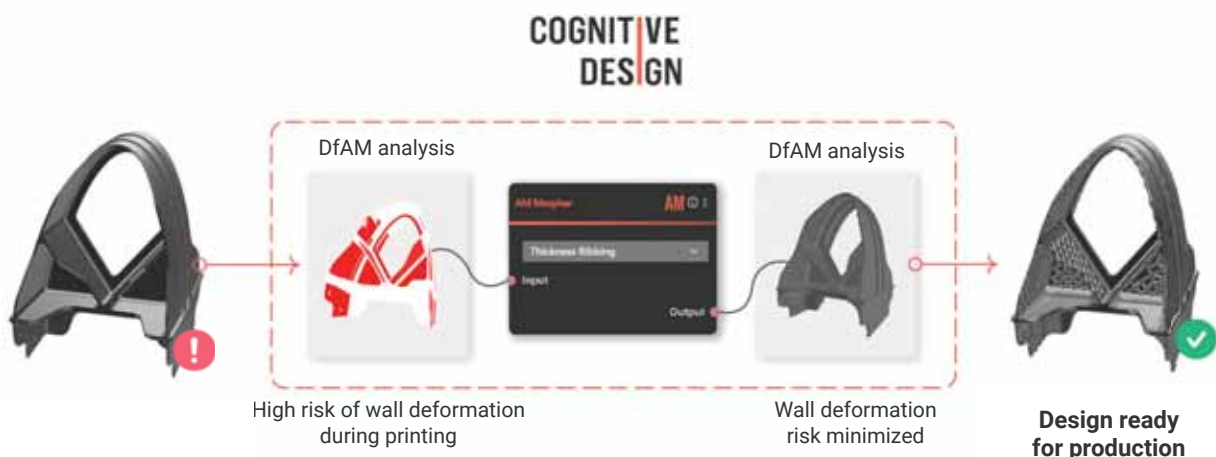 COGNITIVE
DESIGN
DfAM analysis
DfAM analysis
AM Morpher
AM
Thickness Ribbing
Input
Output
High risk of wall deformation
during printing
Wall deformation
risk minimized
Design ready
for production